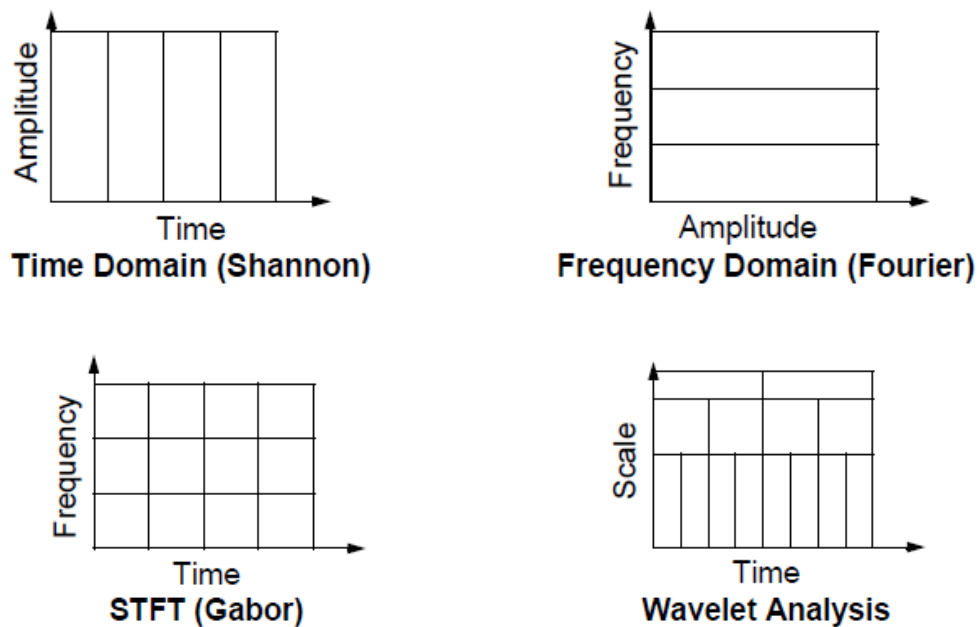 Amplitude
Time
Time Domain (Shannon)
Frequency
Amplitude
Frequency Domain (Fourier)
Frequency
Time
STFT (Gabor)
Scale
Time
Wavelet Analysis